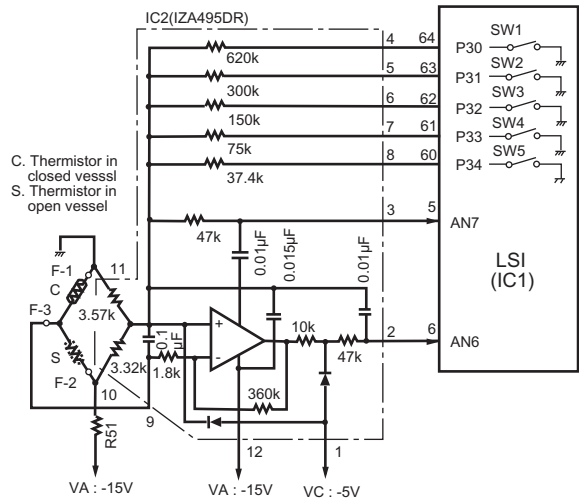 IC2(IZA495DR)
4 64
620k
P30
SW1
5 63
300k
P31
SW2
6 62
150k
P32
SW3
7 61
75k
P33
SW4
8 60
37.4k
P34
SW5
C. Thermistor in
closed vesssl
S. Thermistor in
open vessel
3 5
47k
AN7
LSI
(IC1)
0.01µF
0.015µF
0.01µF
F-1
11
C
3.57k
F-3
S
3.32k
F-2
10
R51
9
0.1
µF
1.8k
+
-
10k
47k
2 6
AN6
360k
12
1
VA : -15V
VA : -15V
VC : -5V